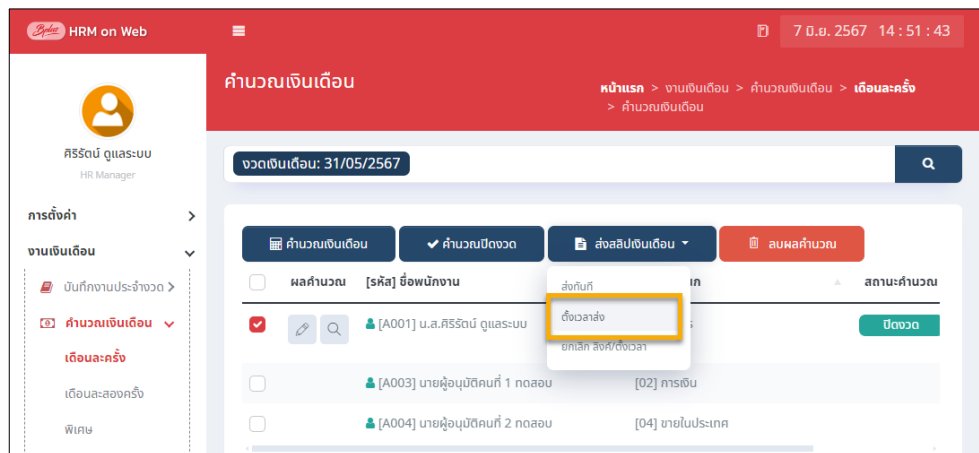 Bplus HRM on Web
7 มิ.ย. 2567 14 : 51 : 43
คำนวณเงินเดือน
หน้าแรก > งานเงินเดือน > คำนวณเงินเดือน > เดือนละครั้ง
> คำนวณเงินเดือน
ศิริรัตน์ ดูแลระบบ
HR Manager
งวดเงินเดือน: 31/05/2567
การตั้งค่า
งานเงินเดือน
บันทึกงานประจำงวด
คำนวณเงินเดือน
เดือนละครั้ง
เดือนละสองครั้ง
พิเศษ
คำนวณเงินเดือน
คำนวณปิดงวด
ส่งสลิปเงินเดือน
ลบผลคำนวณ
ผลคำนวณ [รหัส] ชื่อพนักงาน สถานะคำนวณ
ส่งทันที
ตั้งเวลาส่ง
ยกเลิก ลิงค์/ตั้งเวลา
[A001] น.ส.ศิริรัตน์ ดูแลระบบ ปิดงวด
[A003] นายผู้อนุมัติคนที่ 1 ทดสอบ [02] การเงิน
[A004] นายผู้อนุมัติคนที่ 2 ทดสอบ [04] ขายในประเทศ